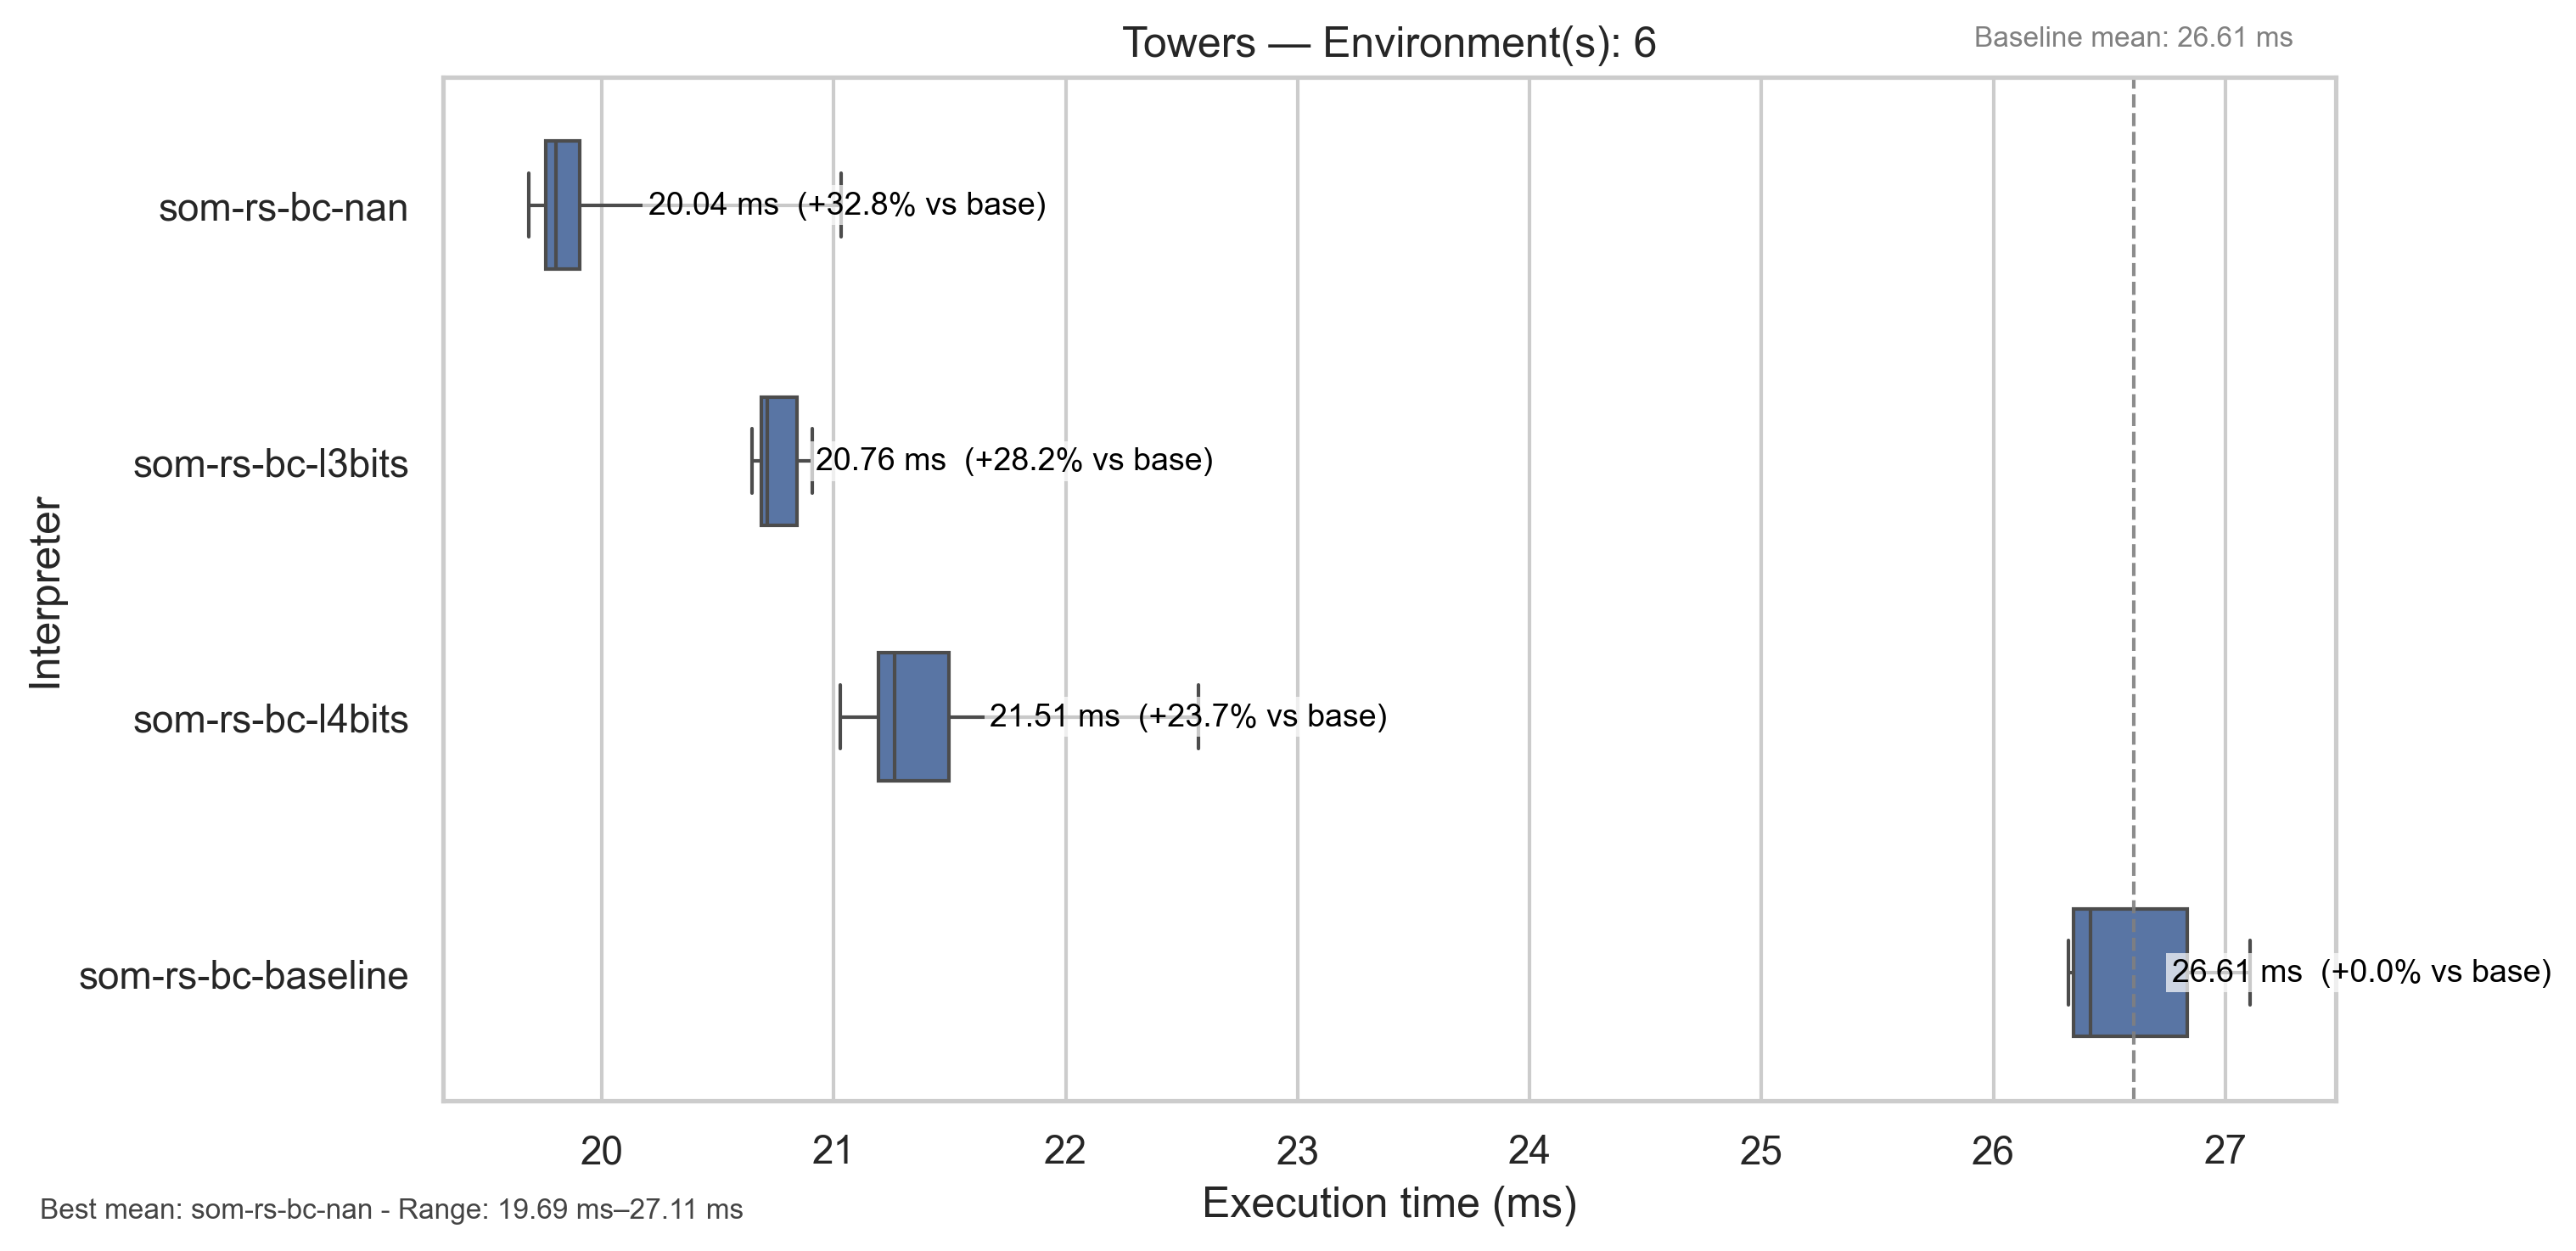 Towers — Environment(s): 6
Baseline mean: 26.61 ms
som-rs-bc-nan
20.04 ms (+32.8% vs base)
som-rs-bc-l3bits
20.76 ms (+28.2% vs base)
Interpreter
som-rs-bc-l4bits
21.51 ms (+23.7% vs base)
som-rs-bc-baseline
26.61 ms (+0.0% vs base)
20 21 22 23 24 25 26 27
Execution time (ms)
Best mean: som-rs-bc-nan - Range: 19.69 ms–27.11 ms